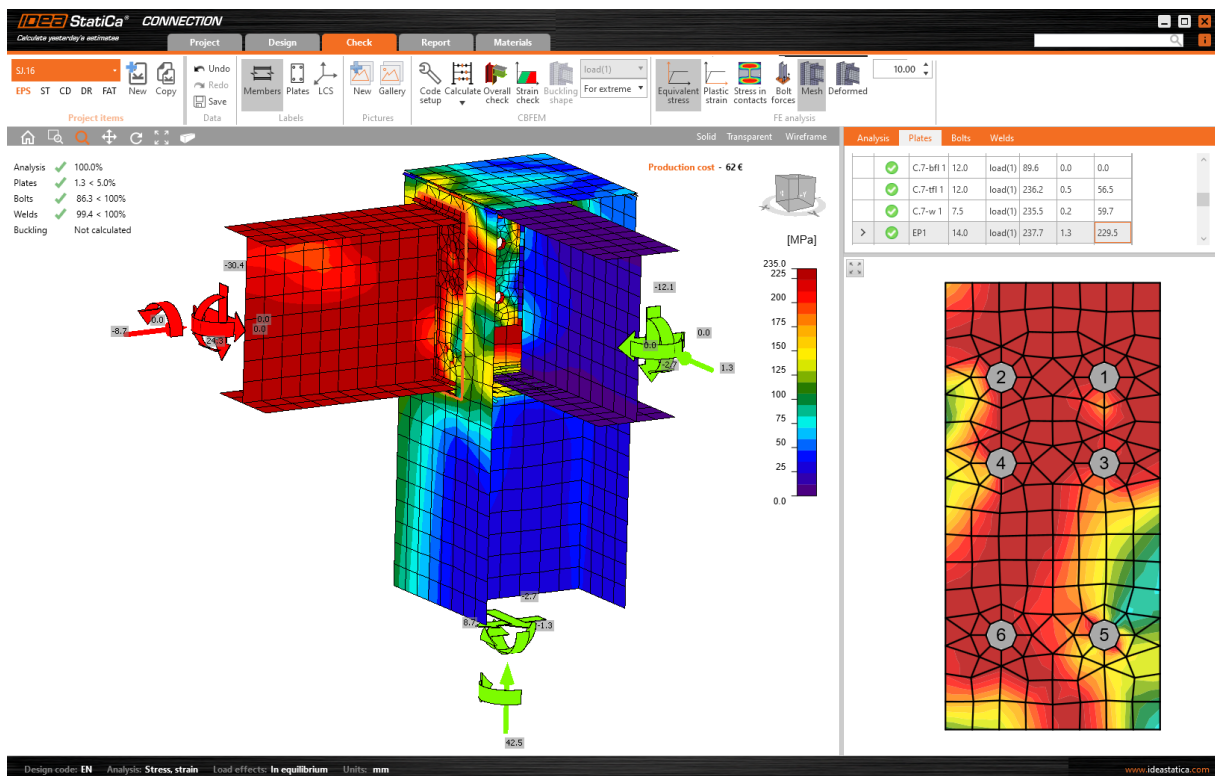 IDEA StatiCa® CONNECTION
Calculate yesterday's estimates
Project Design Check Report Materials
SJ.16
EPS ST CD DR FAT
New Copy
Project items
Undo
Redo
Save
Data
Members Plates LCS
Labels
New Gallery
Pictures
Code setup
Calculate
Overall check
Strain check
Buckling shape
load(1)
For extreme
CBFEM
Equivalent stress
Plastic strain
Stress in contacts
Bolt forces
Mesh
Deformed
10.00
FE analysis
Solid Transparent Wireframe
Analysis 100.0%
Plates 1.3 < 5.0%
Bolts 86.3 < 100%
Welds 99.4 < 100%
Buckling Not calculated
Production cost - 62 €
[MPa]
235.0
225
200
175
150
125
100
75
50
25
0.0
-30.4
-8.7
0.0
0.0
0.0
24.3
-12.1
0.0
0.0
-2.7
1.3
-2.7
8.7
-1.3
42.5
Analysis Plates Bolts Welds
C.7-bfl 1 12.0 load(1) 89.6 0.0 0.0
C.7-tfl 1 12.0 load(1) 236.2 0.5 56.5
C.7-w 1 7.5 load(1) 235.5 0.2 59.7
EP1 14.0 load(1) 237.7 1.3 229.5
2 1
4 3
6 5
Design code: EN Analysis: Stress, strain Load effects: In equilibrium Units: mm
www.ideastatica.com